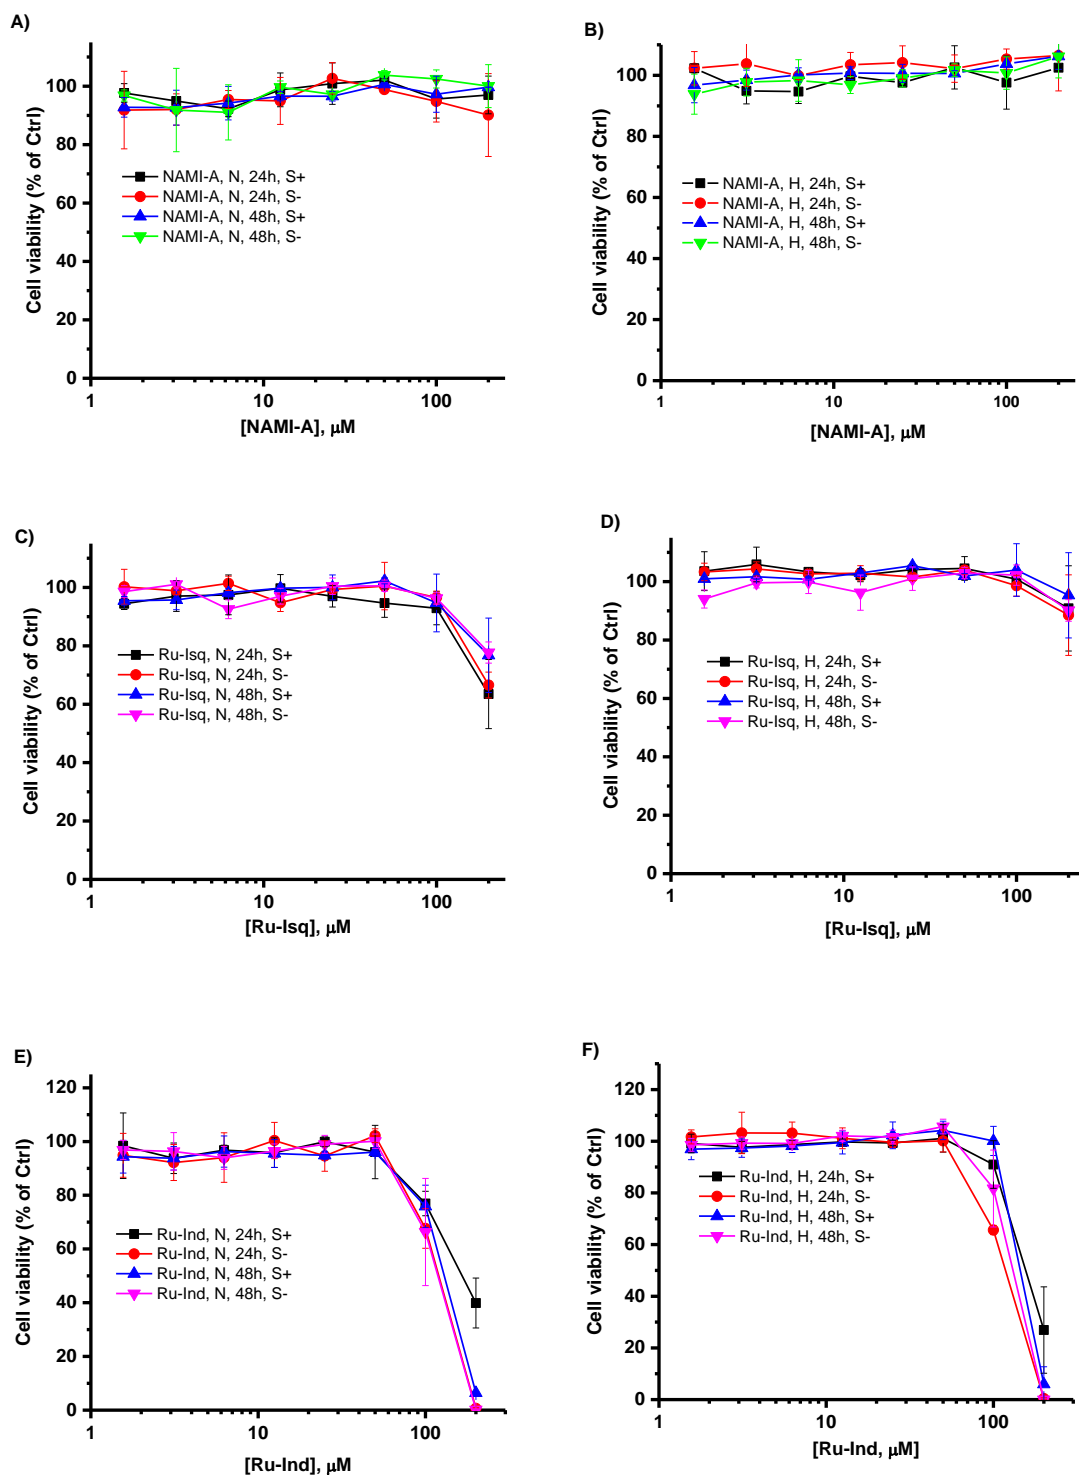 A)
Cell viability (% of Ctrl)
100
80
60
40
20
0
NAMI-A, N, 24h, S+
NAMI-A, N, 24h, S-
NAMI-A, N, 48h, S+
NAMI-A, N, 48h, S-
1 10 100
[NAMI-A], μM
B)
Cell viability (% of Ctrl)
100
80
60
40
20
0
NAMI-A, H, 24h, S+
NAMI-A, H, 24h, S-
NAMI-A, H, 48h, S+
NAMI-A, H, 48h, S-
1 10 100
[NAMI-A], μM
C)
Cell viability (% of Ctrl)
100
80
60
40
20
0
Ru-Isq, N, 24h, S+
Ru-Isq, N, 24h, S-
Ru-Isq, N, 48h, S+
Ru-Isq, N, 48h, S-
1 10 100
[Ru-Isq], μM
D)
Cell viability (% of Ctrl)
100
80
60
40
20
0
Ru-Isq, H, 24h, S+
Ru-Isq, H, 24h, S-
Ru-Isq, H, 48h, S+
Ru-Isq, H, 48h, S-
1 10 100
[Ru-Isq], μM
E)
Cell viability (% of Ctrl)
120
100
80
60
40
20
0
Ru-Ind, N, 24h, S+
Ru-Ind, N, 24h, S-
Ru-Ind, N, 48h, S+
Ru-Ind, N, 48h, S-
1 10 100
[Ru-Ind], μM
F)
Cell viability (% of Ctrl)
120
100
80
60
40
20
0
Ru-Ind, H, 24h, S+
Ru-Ind, H, 24h, S-
Ru-Ind, H, 48h, S+
Ru-Ind, H, 48h, S-
1 10 100
[Ru-Ind, μM]